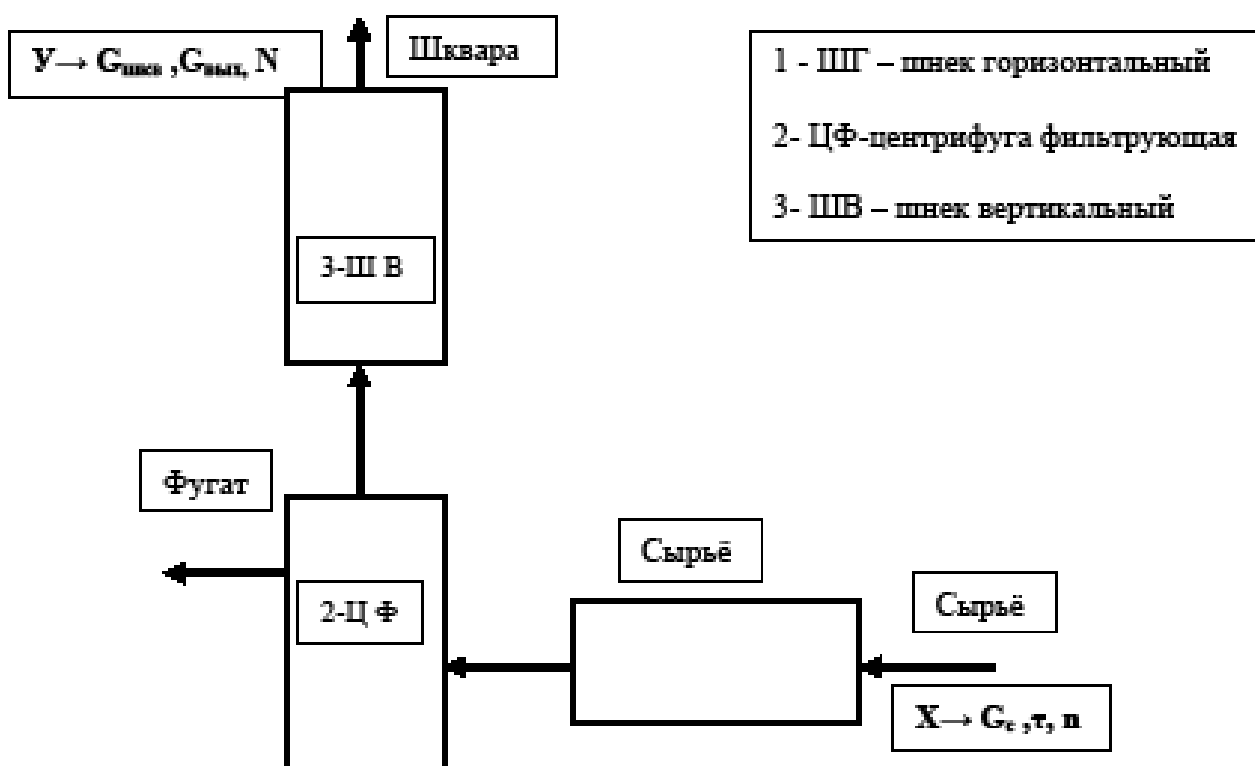 У→ Gшкв ,Gвых, N
Шквара
1 - ШГ – шнек горизонтальный
2- ЦФ-центрифуга фильтрующая
3- ШВ – шнек вертикальный
3-Ш В
Фугат
Сырьё
Сырьё
2-Ц Ф
X→ Gс ,τ, n